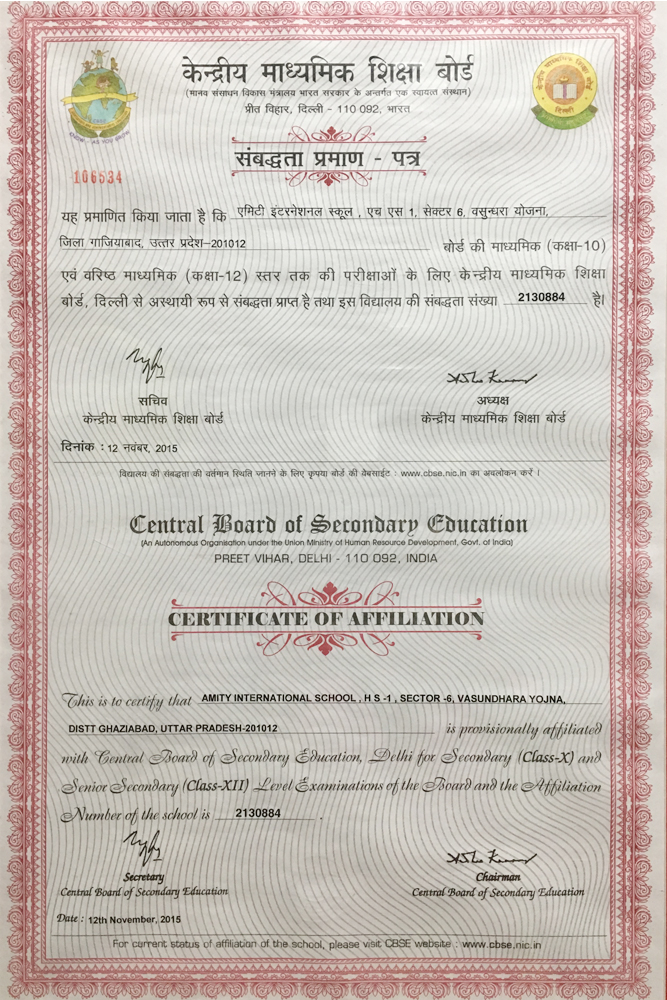 केन्द्रीय माध्यमिक शिक्षा बोर्ड
(मानव संसाधन विकास मंत्रालय भारत सरकार के अन्तर्गत एक स्वायत्त संस्थान)
प्रीत विहार, दिल्ली - 110 092, भारत
संबद्धता प्रमाण - पत्र
106534
यह प्रमाणित किया जाता है कि एमिटी इंटरनेशनल स्कूल , एच एस 1, सेक्टर 6, वसुन्धरा योजना,
जिला गाजियाबाद, उत्तर प्रदेश-201012 बोर्ड की माध्यमिक (कक्षा-10)
एवं वरिष्ठ माध्यमिक (कक्षा-12) स्तर तक की परीक्षाओं के लिए केन्द्रीय माध्यमिक शिक्षा
बोर्ड, दिल्ली से अस्थायी रूप से संबद्धता प्राप्त है तथा इस विद्यालय की संबद्धता संख्या 2130884 है।
सचिव
केन्द्रीय माध्यमिक शिक्षा बोर्ड
अध्यक्ष
केन्द्रीय माध्यमिक शिक्षा बोर्ड
दिनांक : 12 नवंबर, 2015
विद्यालय की संबद्धता की वर्तमान स्थिति जानने के लिए कृपया बोर्ड की वेबसाईट : www.cbse.nic.in का अवलोकन करें ।
Central Board of Secondary Education
(An Autonomous Organisation under the Union Ministry of Human Resource Development, Govt. of India)
PREET VIHAR, DELHI - 110 092, INDIA
CERTIFICATE OF AFFILIATION
This is to certify that AMITY INTERNATIONAL SCHOOL , H S -1 , SECTOR -6, VASUNDHARA YOJNA,
DISTT GHAZIABAD, UTTAR PRADESH-201012 is provisionally affiliated
with Central Board of Secondary Education, Delhi for Secondary (Class-X) and
Senior Secondary (Class-XII) Level Examinations of the Board and the Affiliation
Number of the school is 2130884 .
Secretary
Central Board of Secondary Education
Chairman
Central Board of Secondary Education
Date : 12th November, 2015
For current status of affiliation of the school, please visit CBSE website : www.cbse.nic.in